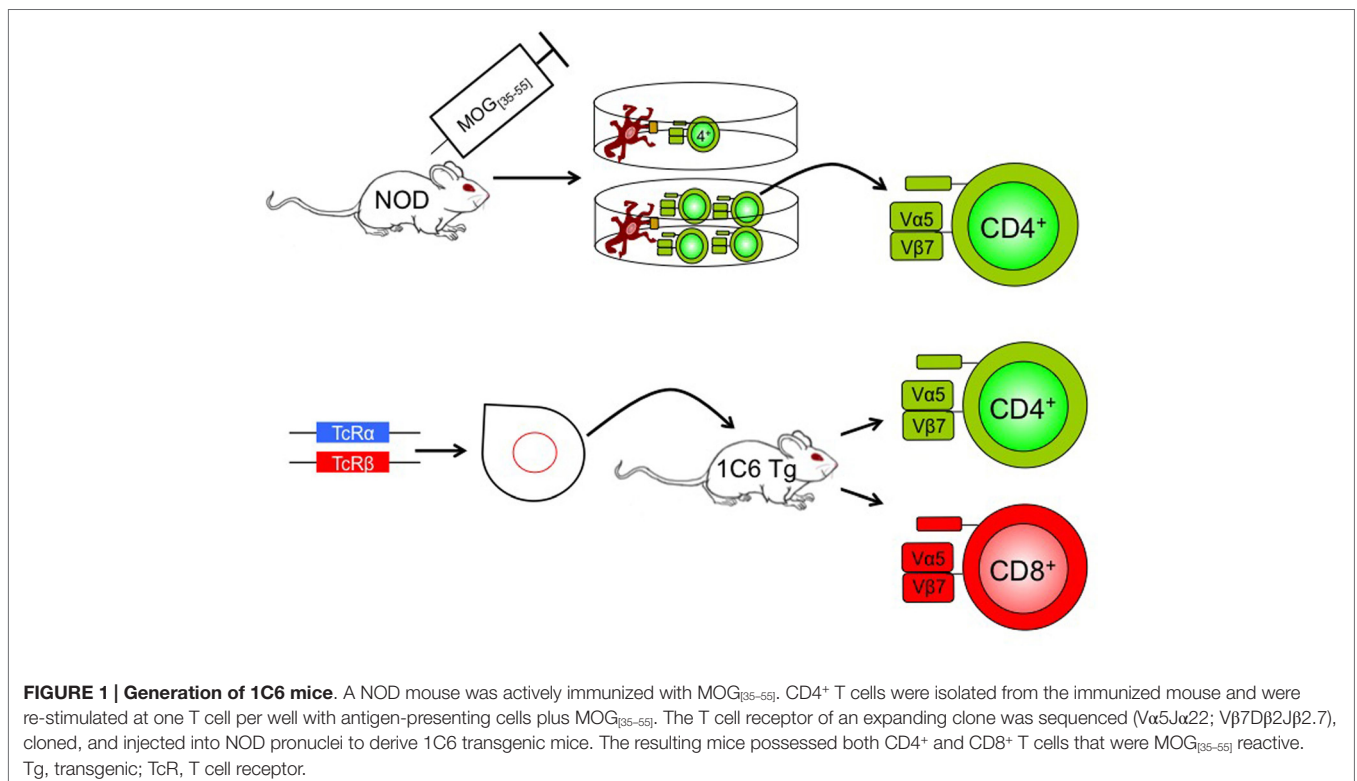 MOG[35-55]
NOD
4+
Vα5
Vβ7
CD4+
TcRα
TcRβ
1C6 Tg
Vα5
Vβ7
CD4+
Vα5
Vβ7
CD8+
FIGURE 1 | Generation of 1C6 mice. A NOD mouse was actively immunized with MOG[35–55]. CD4+ T cells were isolated from the immunized mouse and were
re-stimulated at one T cell per well with antigen-presenting cells plus MOG[35–55]. The T cell receptor of an expanding clone was sequenced (Vα5Jα22; Vβ7Dβ2Jβ2.7),
cloned, and injected into NOD pronuclei to derive 1C6 transgenic mice. The resulting mice possessed both CD4+ and CD8+ T cells that were MOG[35–55] reactive.
Tg, transgenic; TcR, T cell receptor.